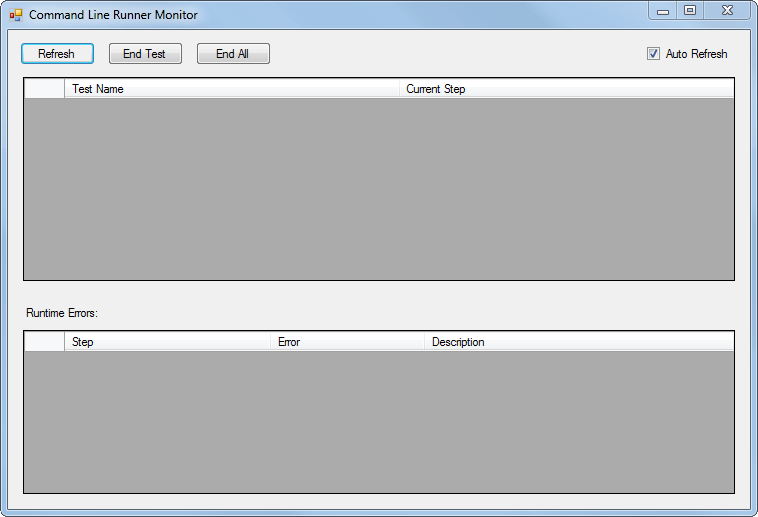 Command Line Runner Monitor
Refresh End Test End All Auto Refresh
Test Name Current Step
Runtime Errors:
Step Error Description